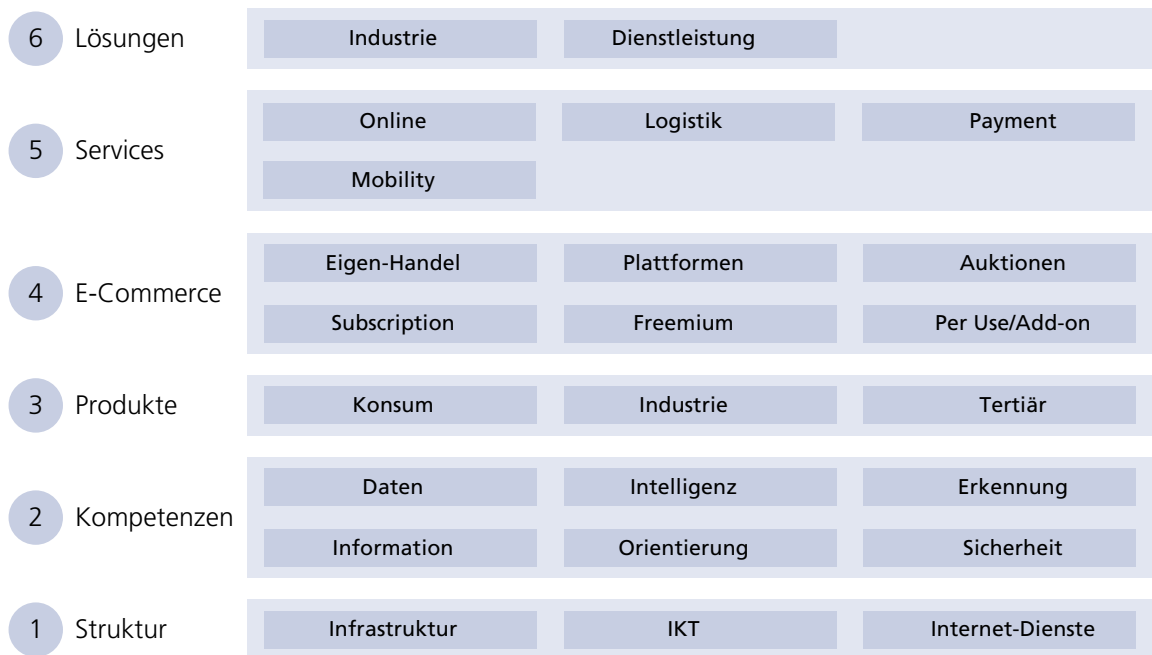 6 Lösungen Industrie Dienstleistung
5 Services Online Logistik Payment
Mobility
4 E-Commerce Eigen-Handel Plattformen Auktionen
Subscription Freemium Per Use/Add-on
3 Produkte Konsum Industrie Tertiär
2 Kompetenzen Daten Intelligenz Erkennung
Information Orientierung Sicherheit
1 Struktur Infrastruktur IKT Internet-Dienste